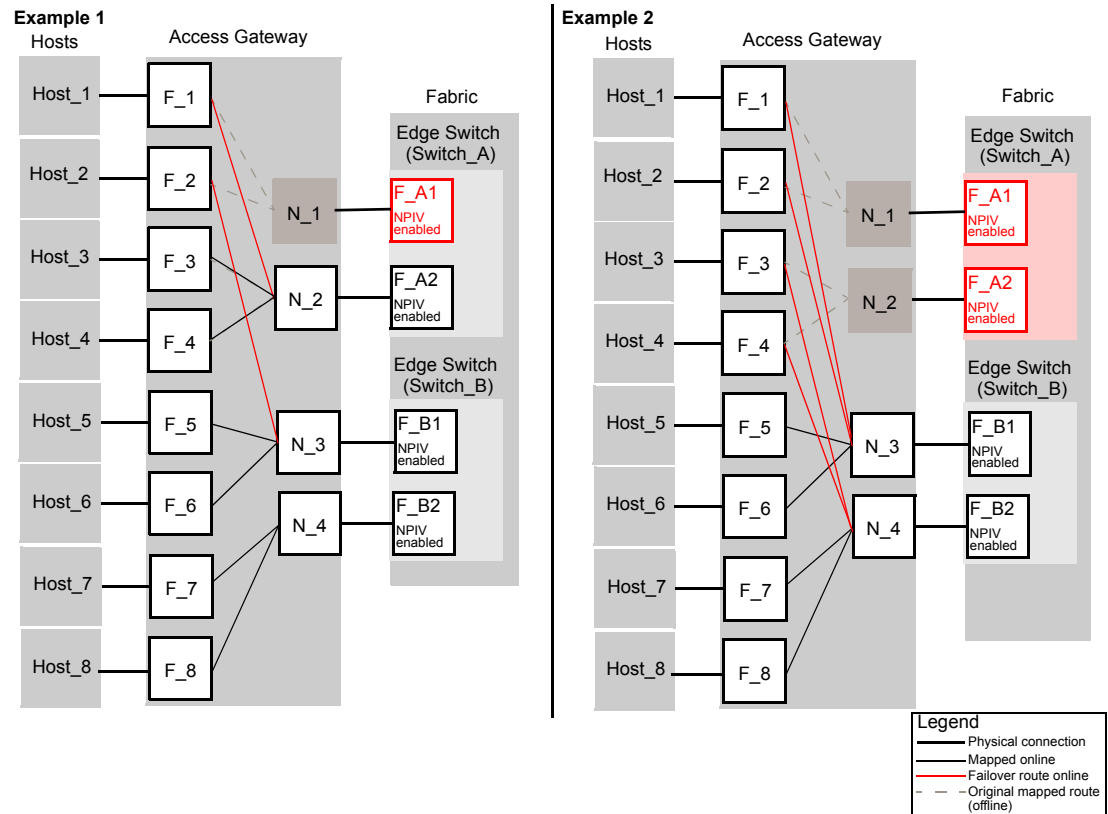 Example 1
Hosts
Access Gateway
Host_1
F_1
Fabric
Edge Switch
(Switch_A)
Host_2
F_2
N_1
F_A1
NPIV
enabled
Host_3
F_3
N_2
F_A2
NPIV
enabled
Host_4
F_4
Edge Switch
(Switch_B)
Host_5
F_5
N_3
F_B1
NPIV
enabled
Host_6
F_6
N_4
F_B2
NPIV
enabled
Host_7
F_7
Host_8
F_8
Example 2
Hosts
Access Gateway
Host_1
F_1
Fabric
Edge Switch
(Switch_A)
Host_2
F_2
N_1
F_A1
NPIV
enabled
Host_3
F_3
N_2
F_A2
NPIV
enabled
Host_4
F_4
Edge Switch
(Switch_B)
Host_5
F_5
N_3
F_B1
NPIV
enabled
Host_6
F_6
N_4
F_B2
NPIV
enabled
Host_7
F_7
Host_8
F_8
Legend
Physical connection
Mapped online
Failover route online
Original mapped route
(offline)